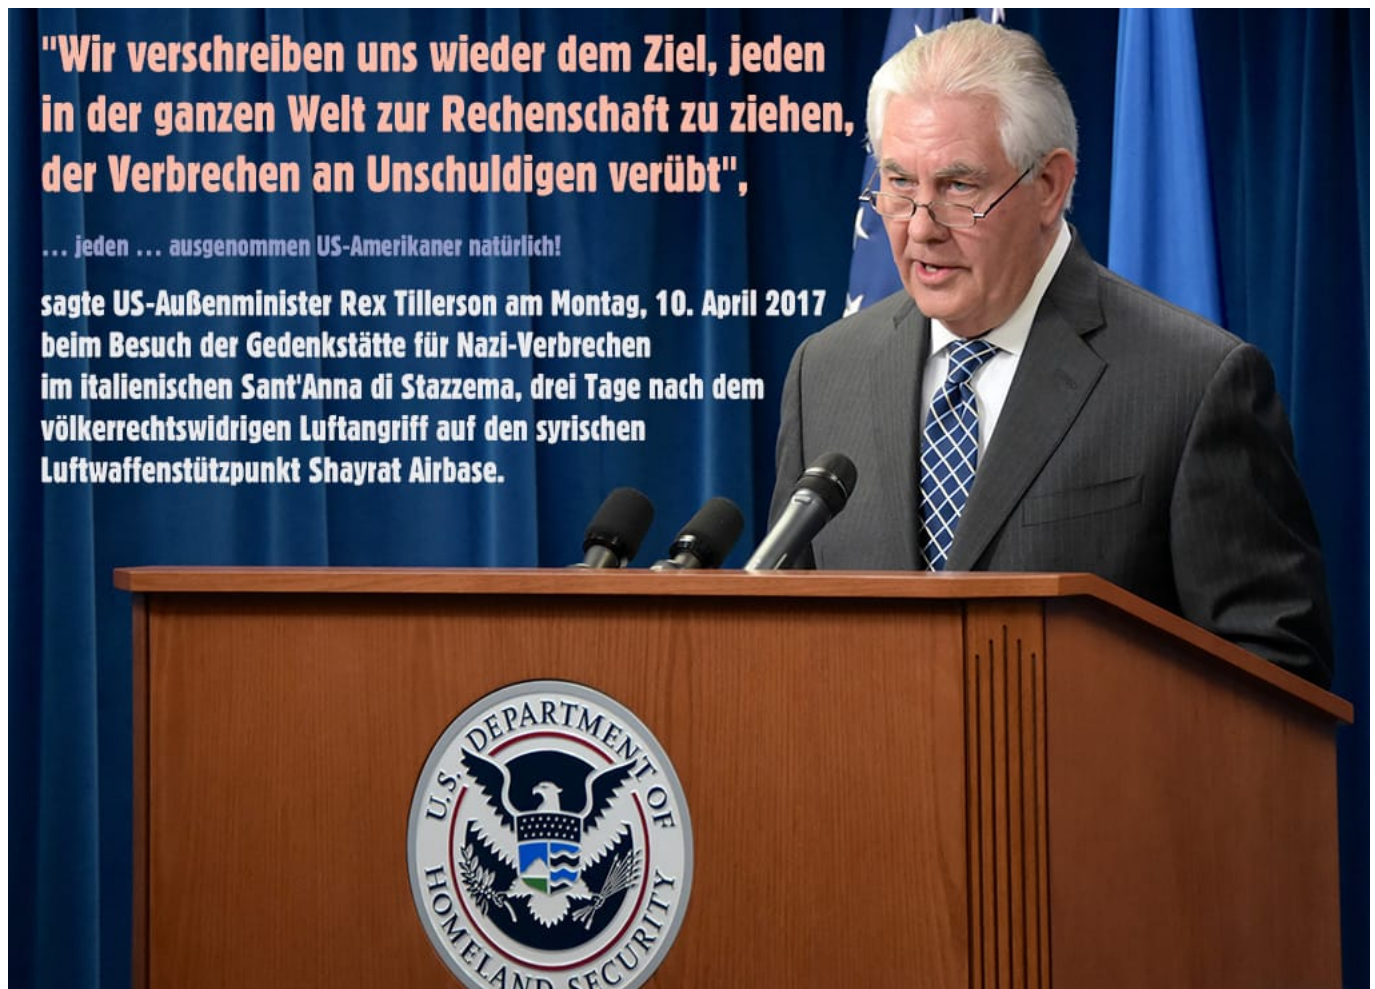 "Wir verschreiben uns wieder dem Ziel, jeden
in der ganzen Welt zur Rechenschaft zu ziehen,
der Verbrechen an Unschuldigen verübt",
... jeden ... ausgenommen US-Amerikaner natürlich!
sagte US-Außenminister Rex Tillerson am Montag, 10. April 2017
beim Besuch der Gedenkstätte für Nazi-Verbrechen
im italienischen Sant'Anna di Stazzema, drei Tage nach dem
völkerrechtswidrigen Luftangriff auf den syrischen
Luftwaffenstützpunkt Shayrat Airbase.
U.S. DEPARTMENT OF
HOMELAND SECURITY